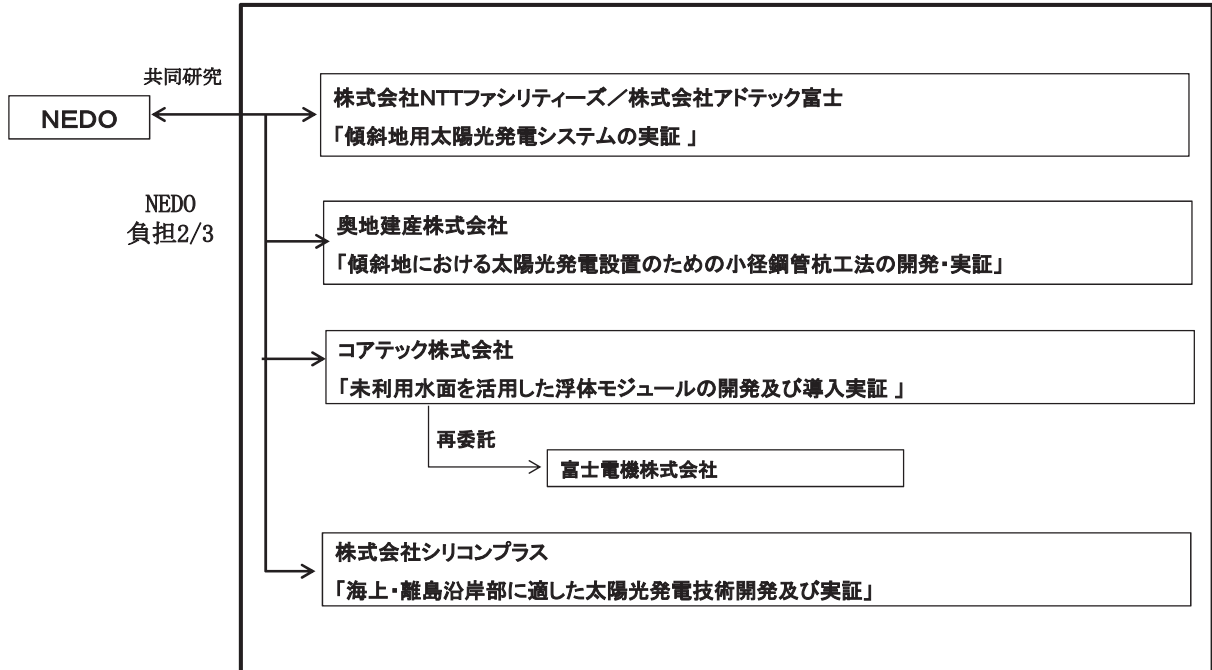 共同研究
NEDO
NEDO
負担2/3
株式会社NTTファシリティーズ／株式会社アドテック富士
「傾斜地用太陽光発電システムの実証 」
奥地建産株式会社
「傾斜地における太陽光発電設置のための小径鋼管杭工法の開発・実証」
コアテック株式会社
「未利用水面を活用した浮体モジュールの開発及び導入実証 」
再委託
富士電機株式会社
株式会社シリコンプラス
「海上・離島沿岸部に適した太陽光発電技術開発及び実証」